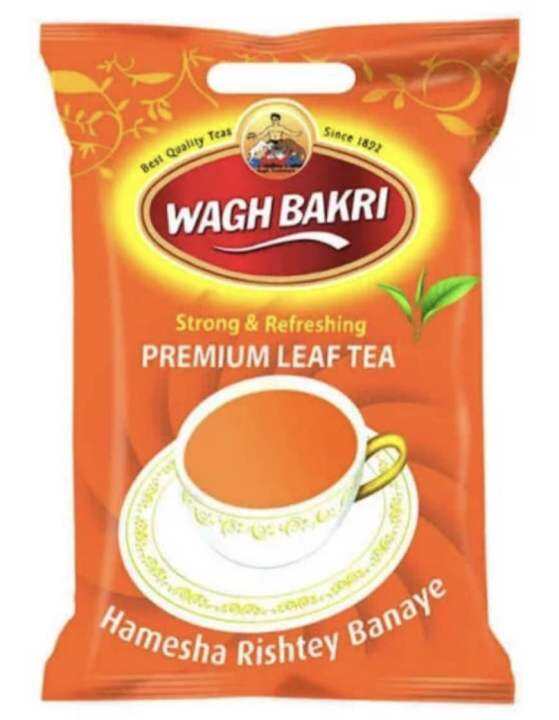 Best Quality Teas
Since 1892
WAGH BAKRI
Strong & Refreshing
PREMIUM LEAF TEA
Hamesha Rishtey Banaye